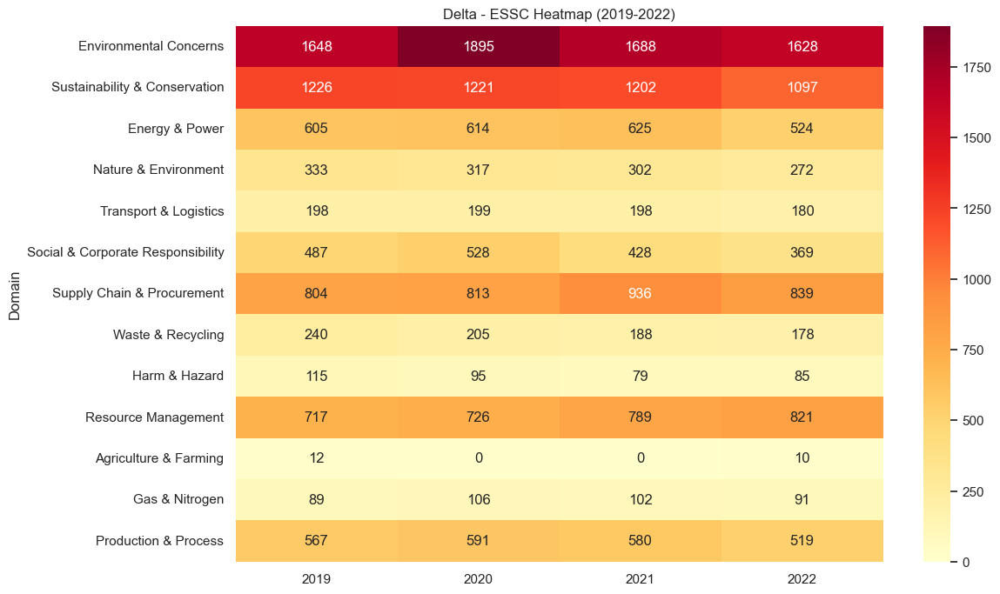 Delta - ESSC Heatmap (2019-2022)
Domain
Environmental Concerns 1648 1895 1688 1628
Sustainability & Conservation 1226 1221 1202 1097
Energy & Power 605 614 625 524
Nature & Environment 333 317 302 272
Transport & Logistics 198 199 198 180
Social & Corporate Responsibility 487 528 428 369
Supply Chain & Procurement 804 813 936 839
Waste & Recycling 240 205 188 178
Harm & Hazard 115 95 79 85
Resource Management 717 726 789 821
Agriculture & Farming 12 0 0 10
Gas & Nitrogen 89 106 102 91
Production & Process 567 591 580 519
2019 2020 2021 2022
1750
1500
1250
1000
750
500
250
0